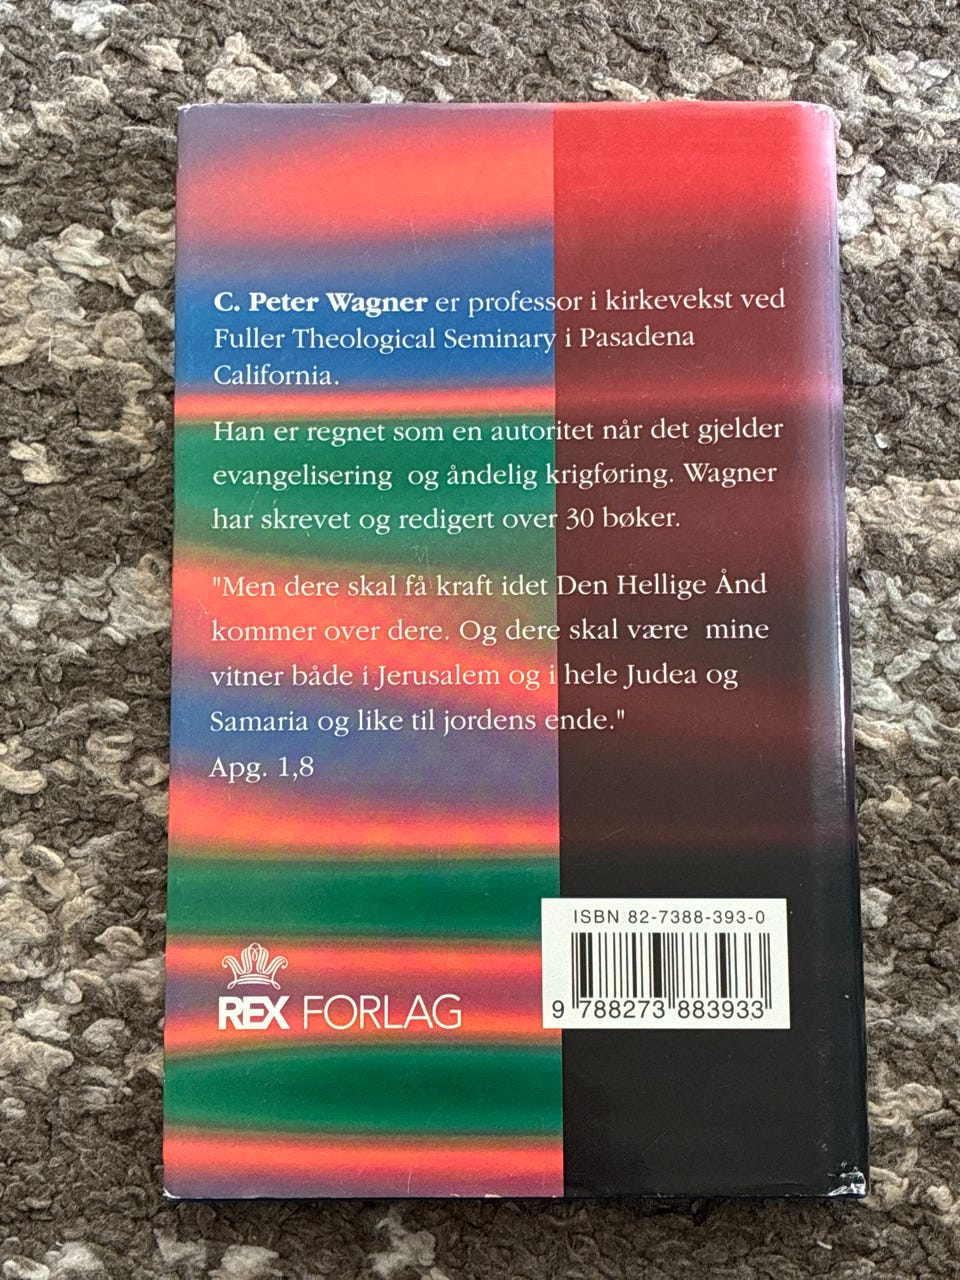 C. Peter Wagner er professor i kirkevekst ved
Fuller Theological Seminary i Pasadena
California.
Han er regnet som en autoritet når det gjelder
evangelisering og åndelig krigføring. Wagner
har skrevet og redigert over 30 bøker.
"Men dere skal få kraft idet Den Hellige Ånd
kommer over dere. Og dere skal være mine
vitner både i Jerusalem og i hele Judea og
Samaria og like til jordens ende."
Apg. 1,8
ISBN 82-7388-393-0
9 788273 883933
REX FORLAG